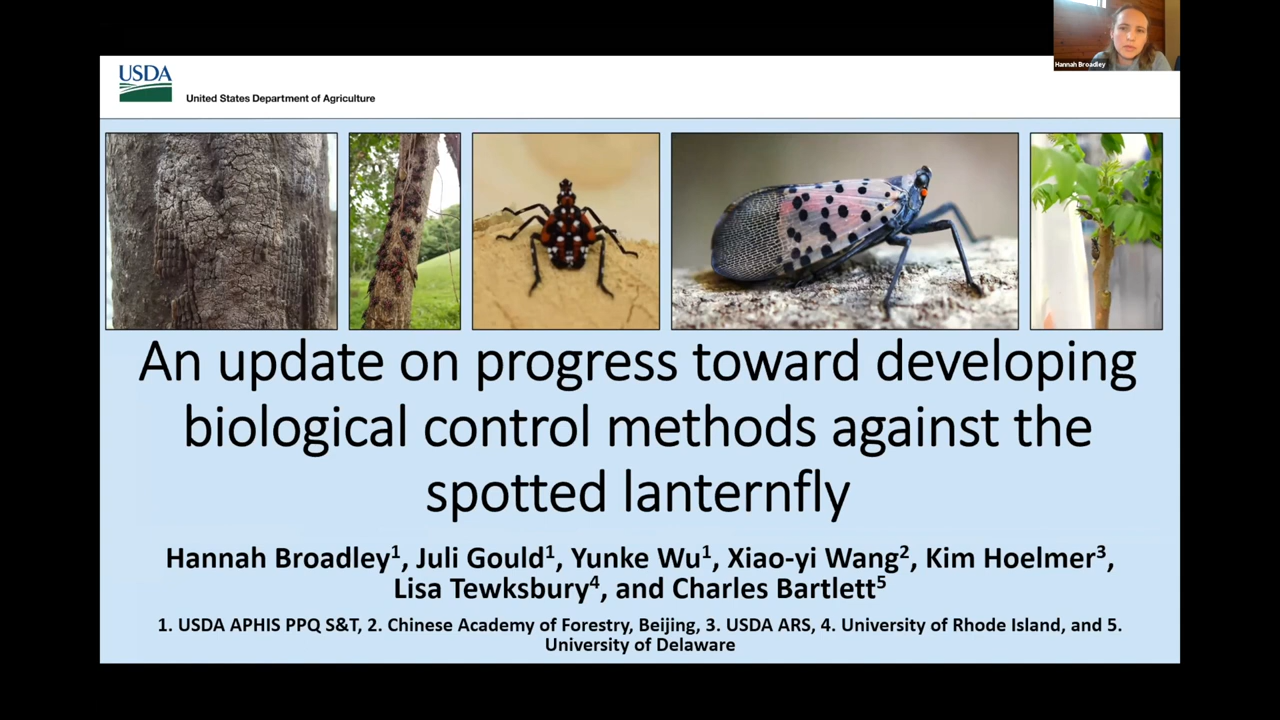 Hannah Broadley
USDA
United States Department of Agriculture
An update on progress toward developing
biological control methods against the
spotted lanternfly
Hannah Broadley¹, Juli Gould¹, Yunke Wu¹, Xiao-yi Wang², Kim Hoelmer³,
Lisa Tewksbury⁴, and Charles Bartlett⁵
1. USDA APHIS PPQ S&T, 2. Chinese Academy of Forestry, Beijing, 3. USDA ARS, 4. University of Rhode Island, and 5.
University of Delaware